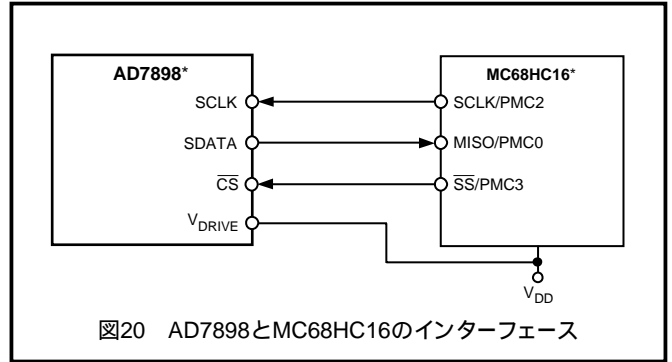 AD7898*
MC68HC16*
SCLK
SCLK/PMC2
SDATA
MISO/PMC0
CS
SS/PMC3
VDRIVE
VDD
図20 AD7898とMC68HC16のインターフェース